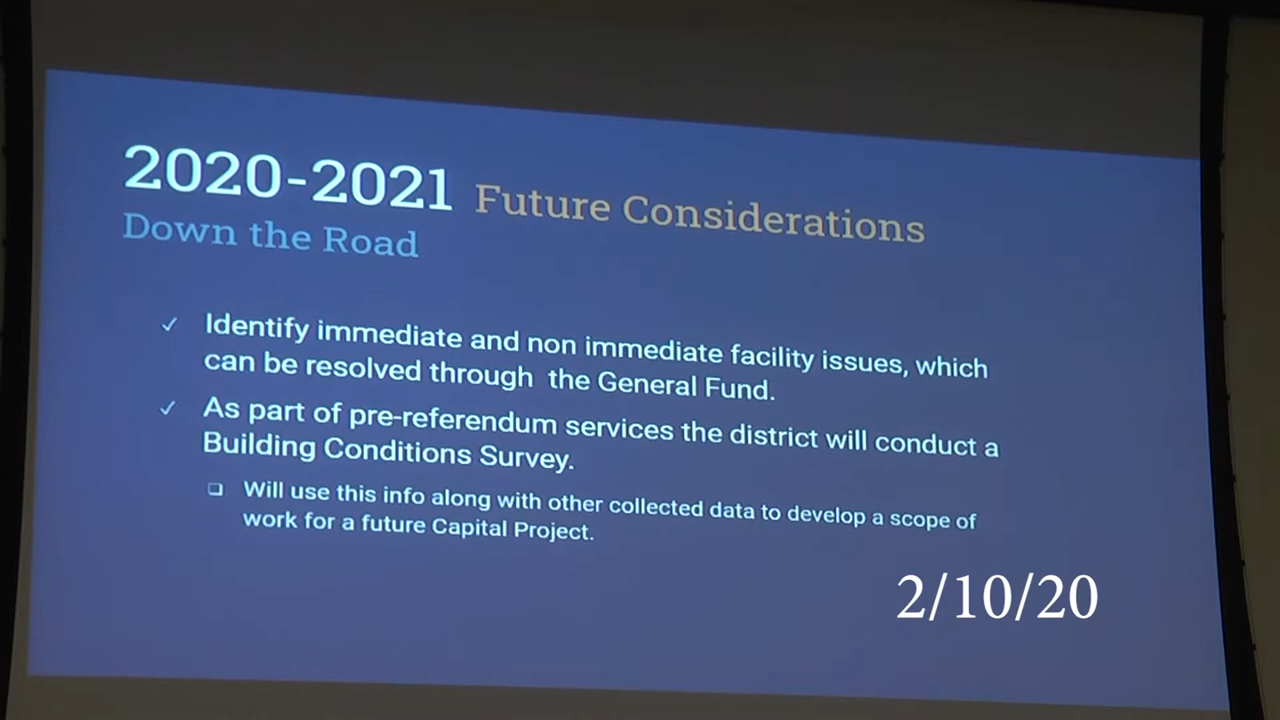 2020-2021 Future Considerations
Down the Road
✓ Identify immediate and non immediate facility issues, which
can be resolved through the General Fund.
✓ As part of pre-referendum services the district will conduct a
Building Conditions Survey.
❑ Will use this info along with other collected data to develop a scope of
work for a future Capital Project.
2/10/20